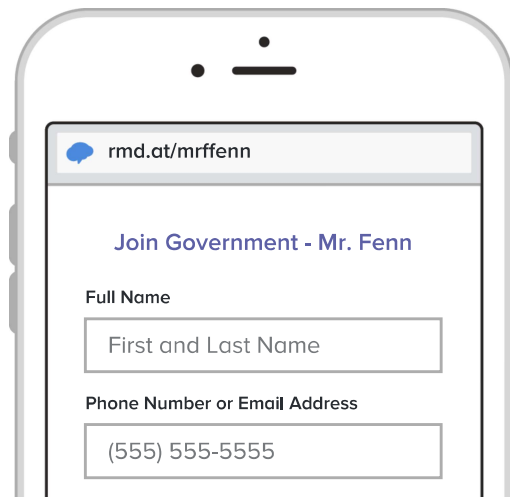 rmd.at/mrffenn
Join Government - Mr. Fenn
Full Name
First and Last Name
Phone Number or Email Address
(555) 555-5555